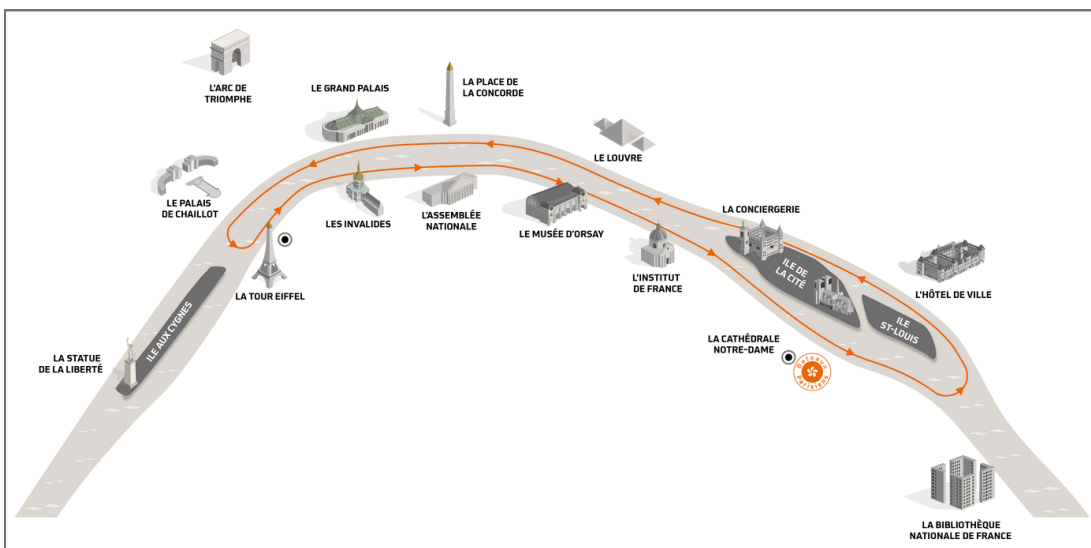 L'ARC DE
TRIOMPHE
LE GRAND PALAIS
LA PLACE DE
LA CONCORDE
LE LOUVRE
LE PALAIS
DE CHAILLOT
LES INVALIDES
L'ASSEMBLÉE
NATIONALE
LE MUSÉE D'ORSAY
LA CONCIERGERIE
L'INSTITUT
DE FRANCE
ILE DE
LA CITÉ
L'HÔTEL DE VILLE
LA TOUR EIFFEL
ILE
ST-LOUIS
ILE AUX CYGNES
LA STATUE
DE LA LIBERTÉ
LA CATHÉDRALE
NOTRE-DAME
Bateaux
Parisiens
LA BIBLIOTHÈQUE
NATIONALE DE FRANCE